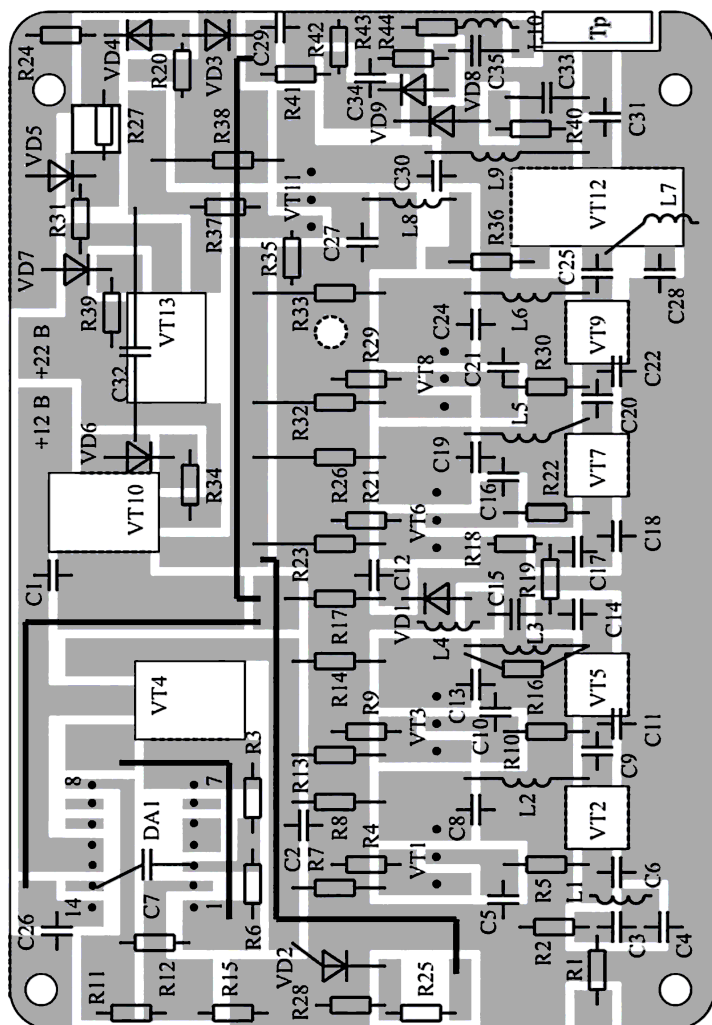 R24
VD4
R20
VD3
C29
R42
R43
R44
C34
C35
L10
Тр
R27
R38
R41
VD9
VD8
C33
R40
C31
VD5
R31
R37
VT11
C30
L9
VT12
L7
VD7
R35
C27
L8
R36
C25
C28
R39
VT13
R33
L6
+22 В
C32
R29
C24
C21
R30
VT9
C22
VT8
+12 В
R32
L5
C20
VD6
R34
R26
R21
C19
C16
R22
VT7
VT10
VT6
R18
C18
C1
R23
C12
C15
R19
C17
R17
VD1
L4
L3
C14
VT4
R14
R9
C13
R16
VT5
VT3
C10
R10
C11
R3
R13
C9
8
7
DA1
R8
C8
L2
VT2
C2
R7
R4
VT1
R5
L1
C6
14
C7
1
R6
C5
C26
R12
VD2
R2
C3
C4
R11
R15
R28
R25
R1